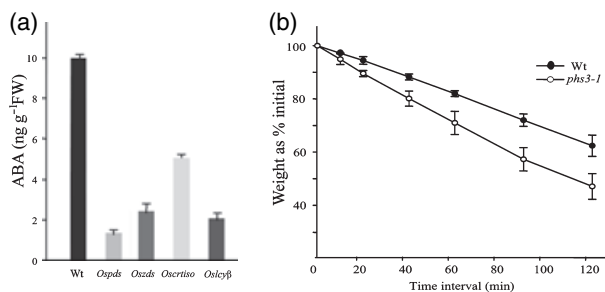 (a)
ABA (ng g⁻¹FW)
10
8
6
4
2
0
Wt
Ospds
Oszds
Oscrtiso
Oslcyβ
(b)
Weight as % initial
100
80
60
40
Wt
phs3-1
0
20
40
60
80
100
120
Time interval (min)